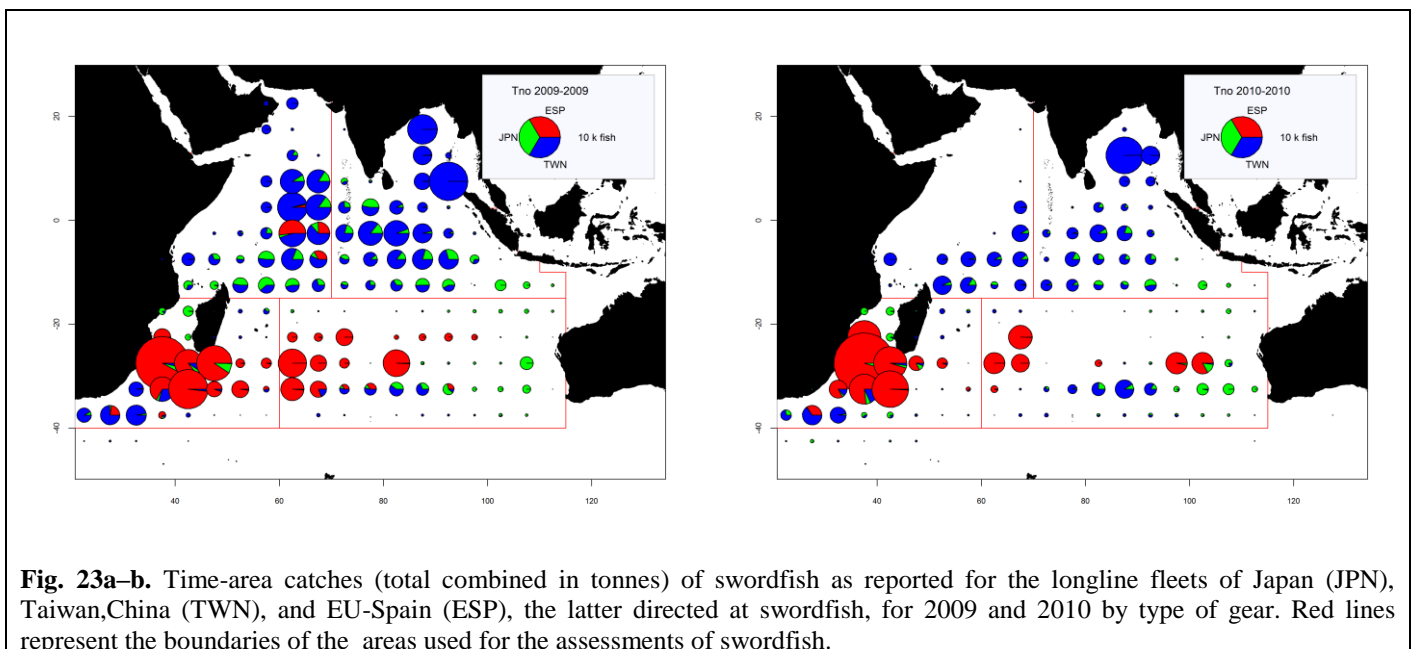 Tno 2009-2009
ESP
JPN
10 k fish
TWN
20
0
-20
-40
40
60
80
100
120
Tno 2010-2010
ESP
JPN
10 k fish
TWN
20
0
-20
-40
40
60
80
100
120
Fig. 23a–b. Time-area catches (total combined in tonnes) of swordfish as reported for the longline fleets of Japan (JPN),
Taiwan,China (TWN), and EU-Spain (ESP), the latter directed at swordfish, for 2009 and 2010 by type of gear. Red lines
represent the boundaries of the areas used for the assessments of swordfish.